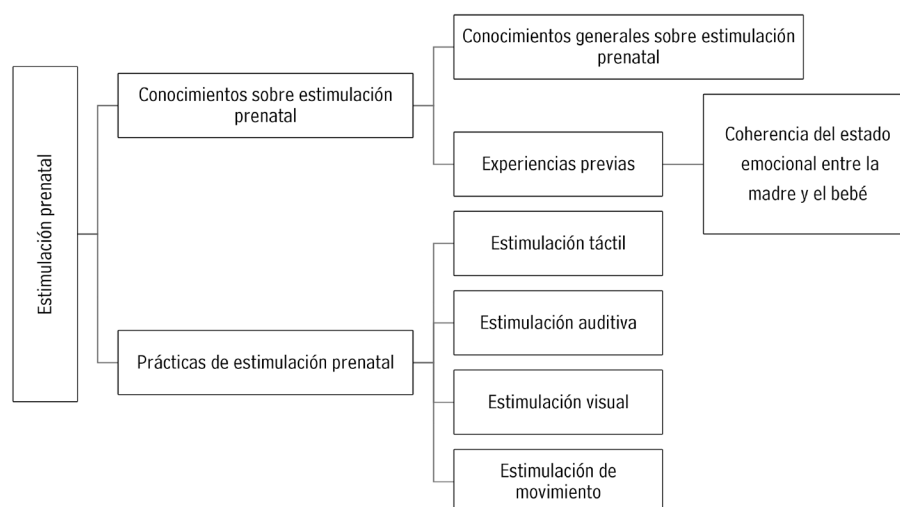 Estimulación prenatal
Conocimientos sobre estimulación
prenatal
Conocimientos generales sobre estimulación
prenatal
Experiencias previas
Coherencia del estado
emocional entre la
madre y el bebé
Prácticas de estimulación prenatal
Estimulación táctil
Estimulación auditiva
Estimulación visual
Estimulación de
movimiento